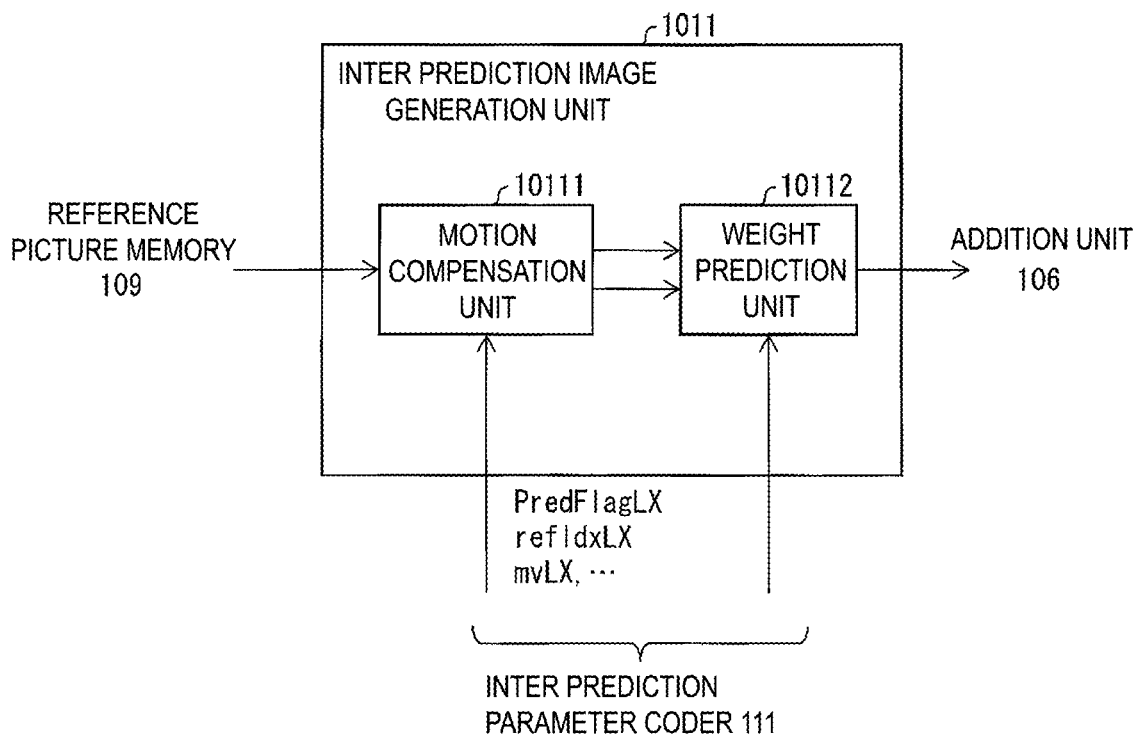 1011
INTER PREDICTION IMAGE
GENERATION UNIT
10111
10112
REFERENCE
PICTURE MEMORY
109
MOTION
COMPENSATION
UNIT
WEIGHT
PREDICTION
UNIT
ADDITION UNIT
106
PredFlagLX
refIdxLX
mvLX, ···
INTER PREDICTION
PARAMETER CODER 111